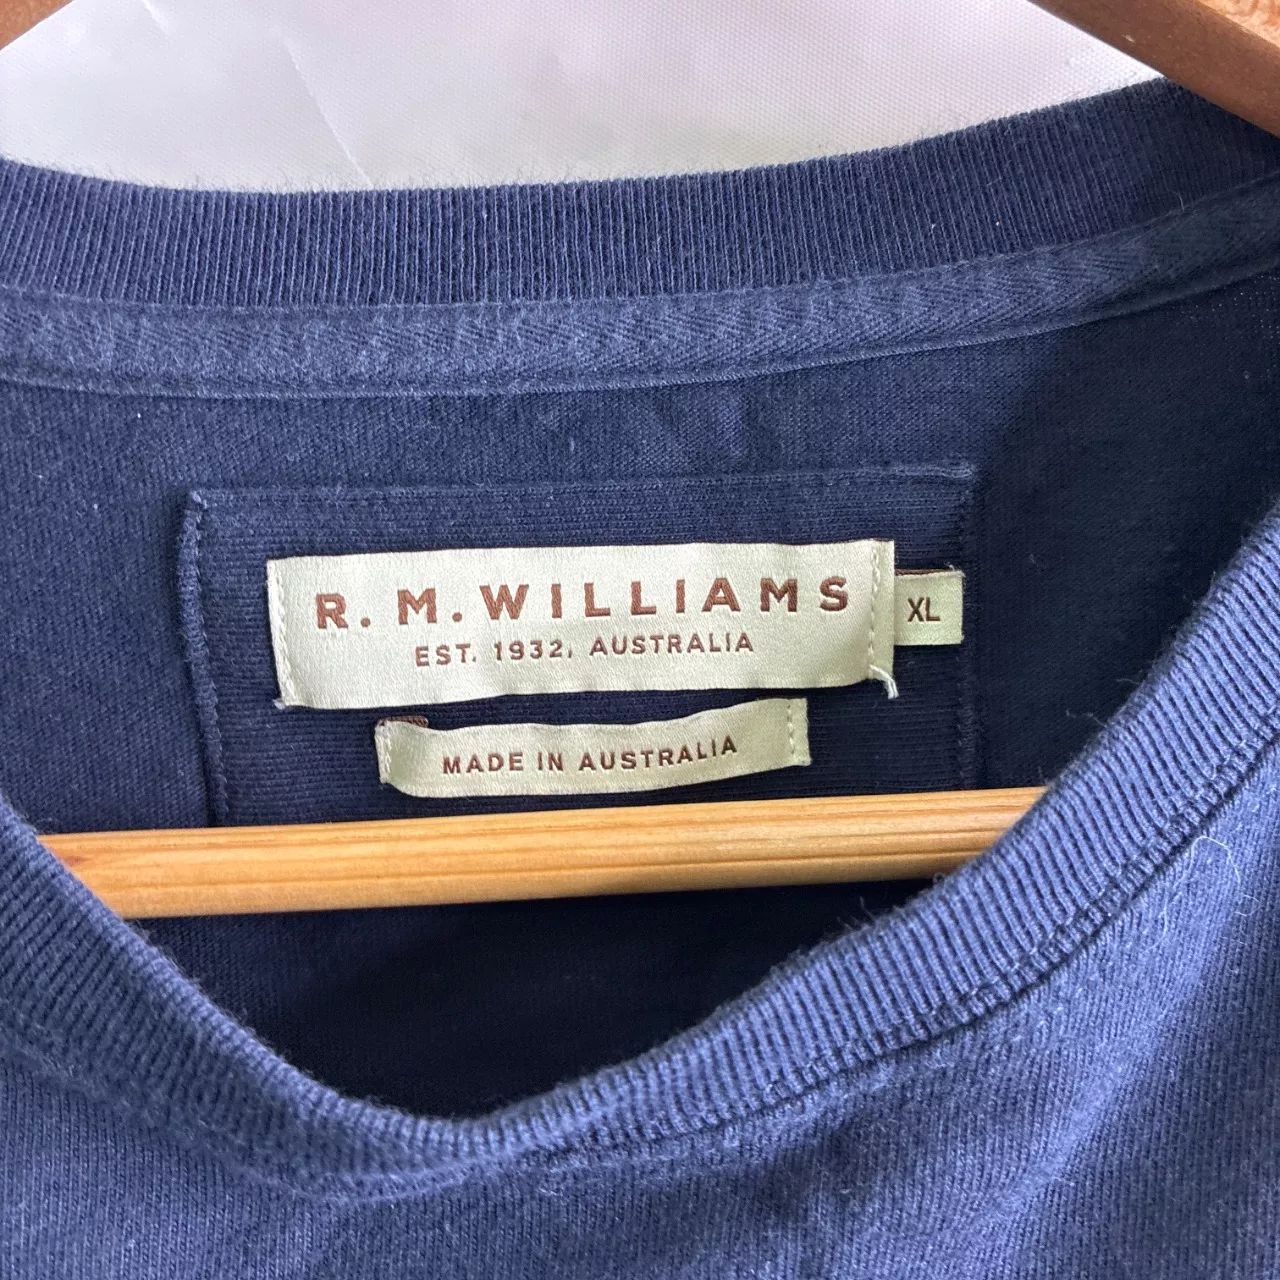 R. M. WILLIAMS
EST. 1932, AUSTRALIA
XL
MADE IN AUSTRALIA